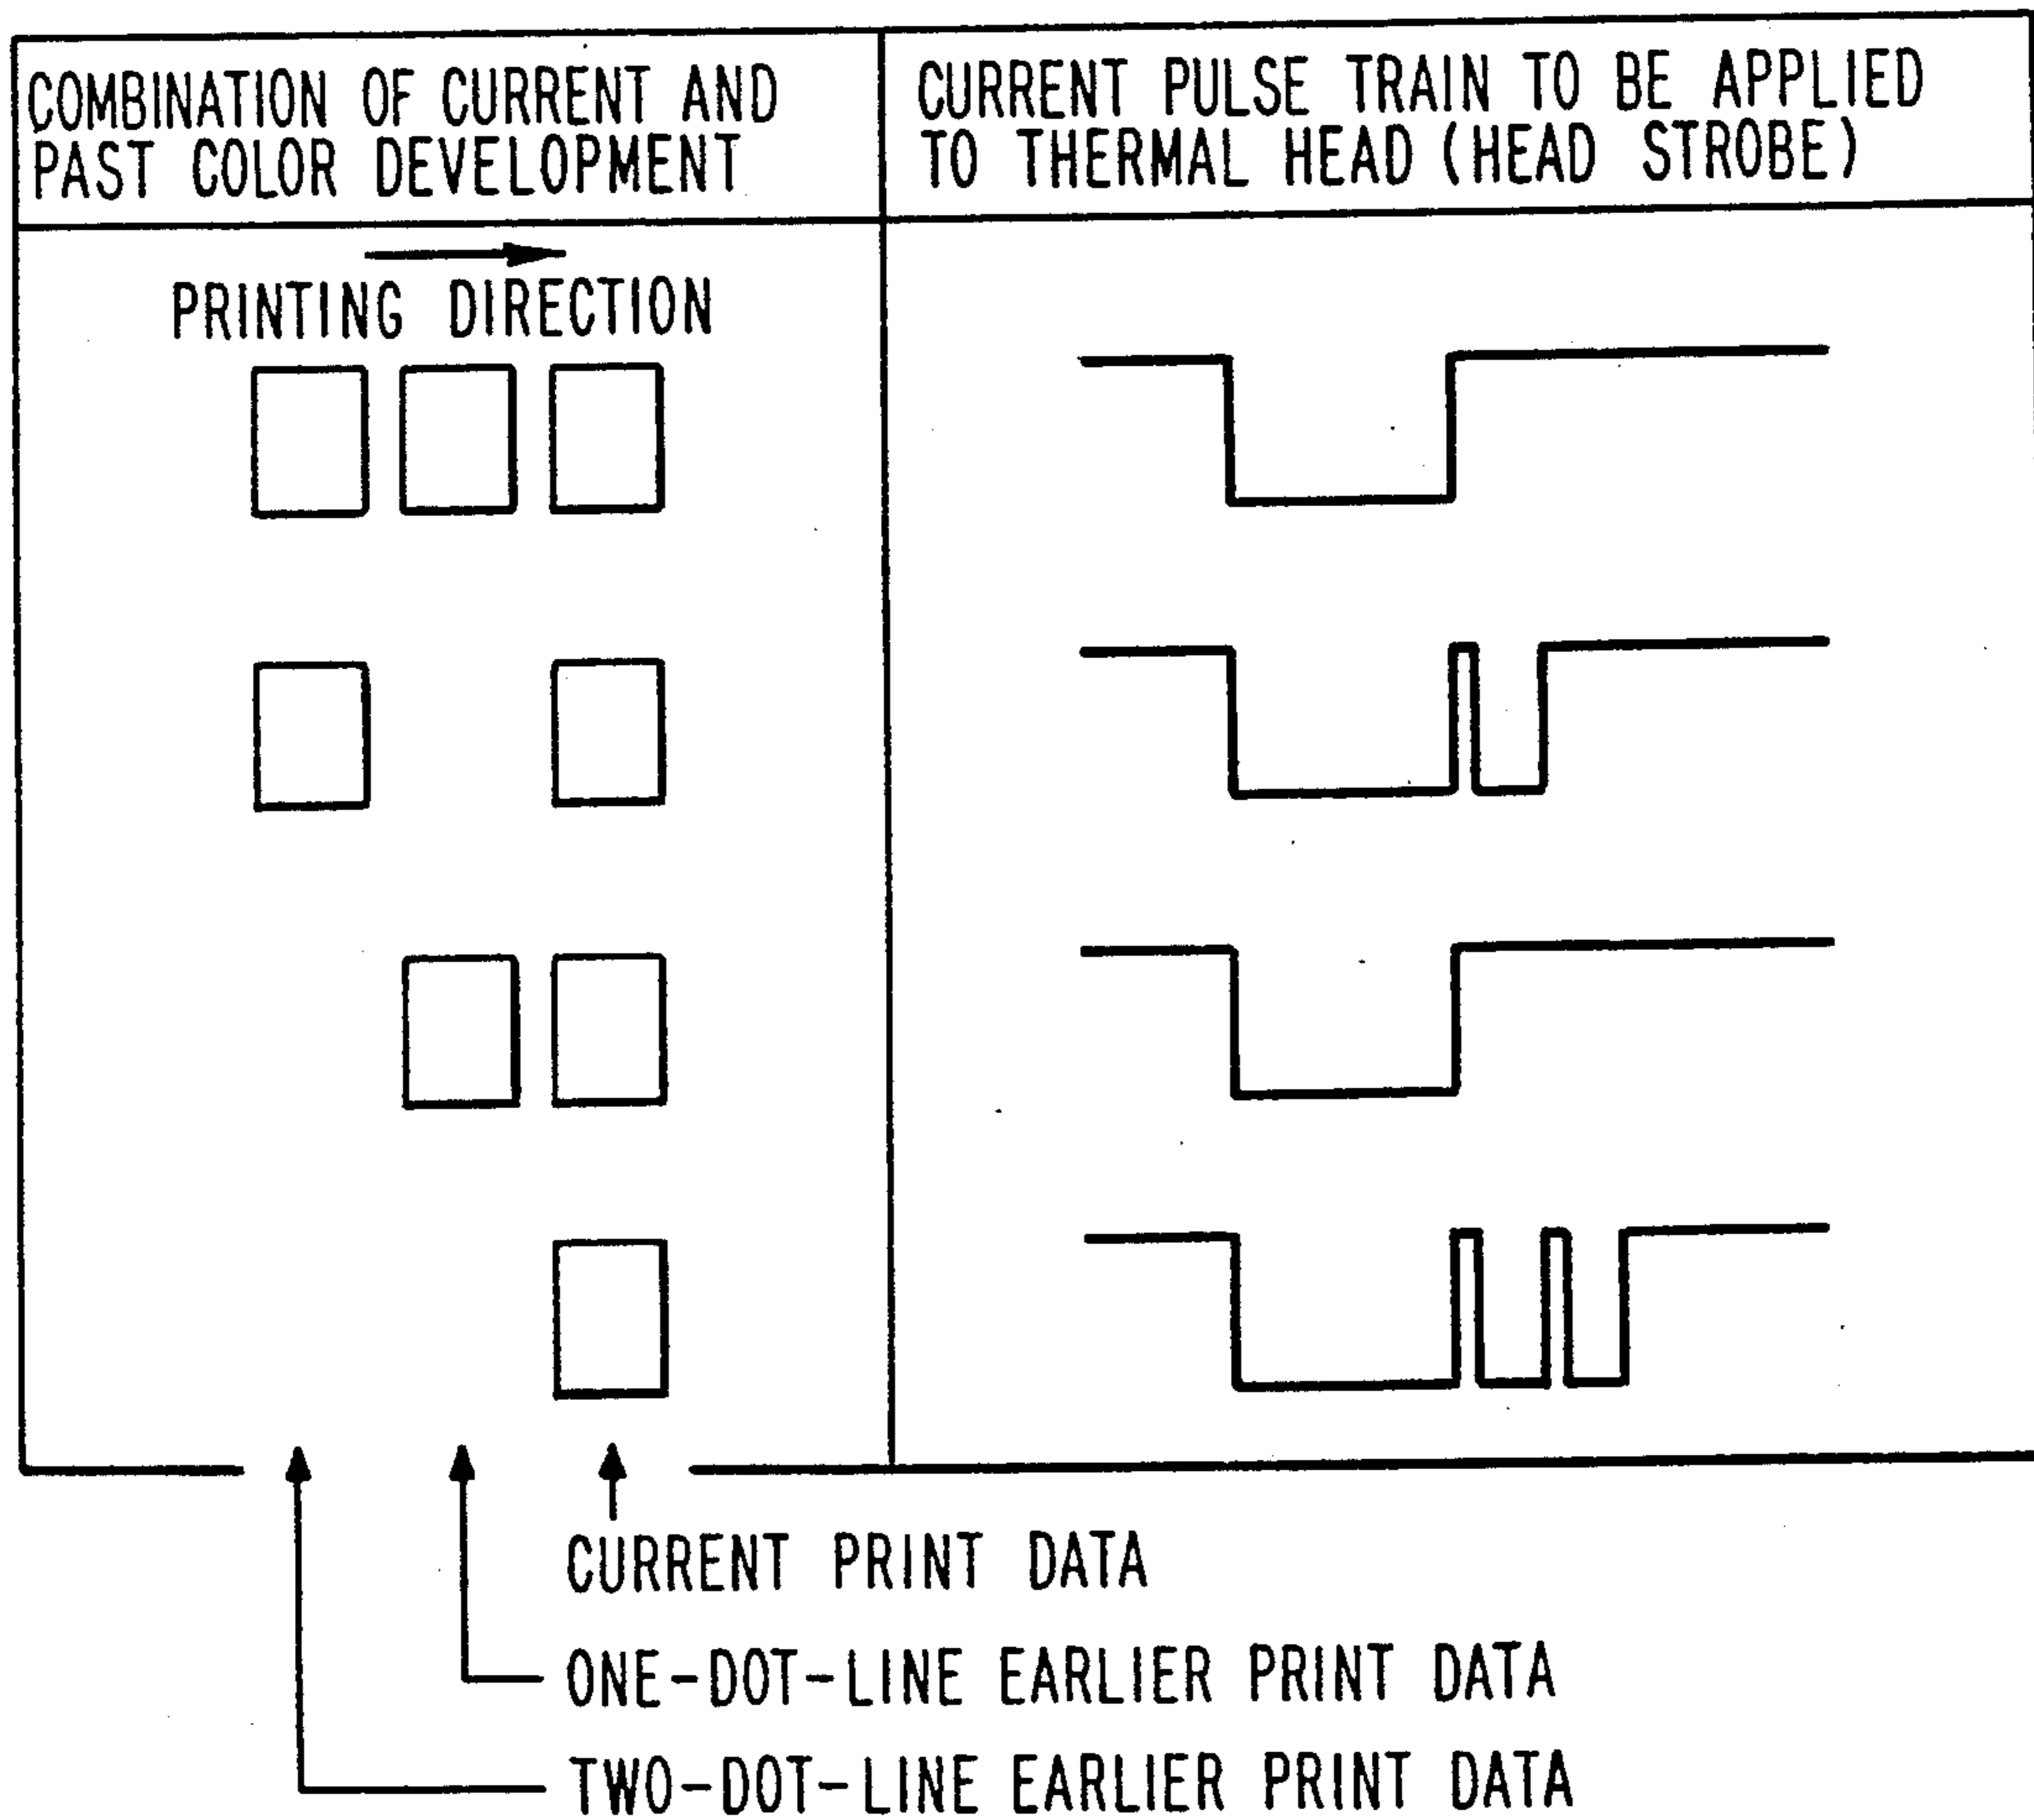 COMBINATION OF CURRENT AND
PAST COLOR DEVELOPMENT
CURRENT PULSE TRAIN TO BE APPLIED
TO THERMAL HEAD (HEAD STROBE)
PRINTING DIRECTION
CURRENT PRINT DATA
ONE-DOT-LINE EARLIER PRINT DATA
TWO-DOT-LINE EARLIER PRINT DATA